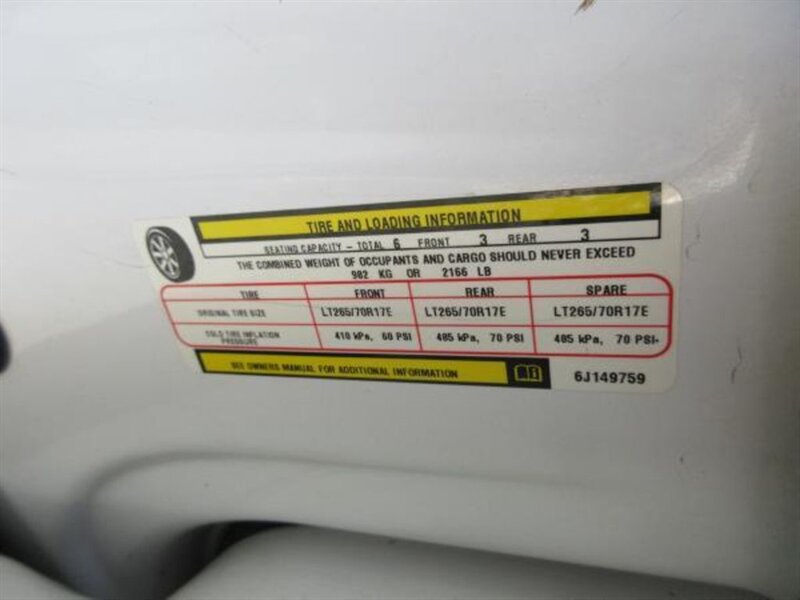 TIRE AND LOADING INFORMATION
SEATING CAPACITY - TOTAL 6 FRONT 3 REAR 3
THE COMBINED WEIGHT OF OCCUPANTS AND CARGO SHOULD NEVER EXCEED
982 KG OR 2166 LB
TIRE FRONT REAR SPARE
ORIGINAL TIRE SIZE LT265/70R17E LT265/70R17E LT265/70R17E
COLD TIRE INFLATION PRESSURE 410 kPa, 60 PSI 485 kPa, 70 PSI 485 kPa, 70 PSI
SEE OWNERS MANUAL FOR ADDITIONAL INFORMATION
6J149759